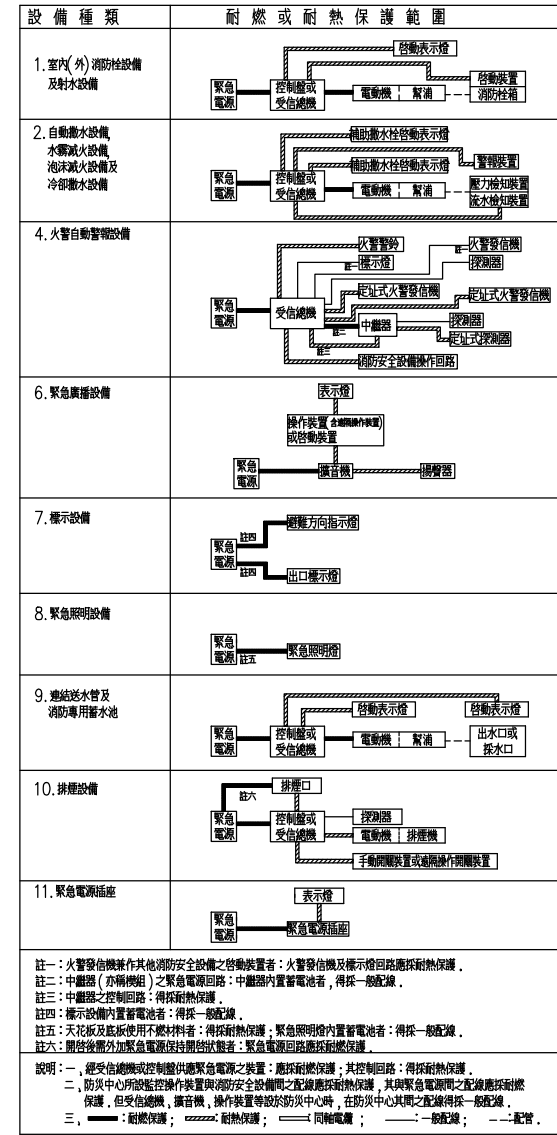 設備種類
耐燃或耐熱保護範圍
1.室內(外)消防栓設備
及射水設備
啓動表示燈
緊急
電源
控制盤或
受信總機
電動機 幫浦
啓動裝置
消防栓箱
2.自動撒水設備,
水霧滅火設備,
泡沫滅火設備及
冷卻撒水設備
補助撒水栓啓動表示燈
緊急
電源
控制盤或
受信總機
補助撒水栓啓動表示燈
電動機 幫浦
警報裝置
壓力檢知裝置
流水檢知裝置
4.火警自動警報設備
火警警鈴
註一
火警發信機
註一
標示燈
探測器
緊急
電源
受信總機
定址式火警發信機
定址式火警發信機
註二
中繼器
探測器
定址式探測器
註三
消防安全設備操作回路
6.緊急廣播設備
表示燈
操作裝置(含遠隔操作裝置)
或啓動裝置
緊急
電源
擴音機
揚聲器
7.標示設備
緊急
電源
註四
避難方向指示燈
註四
出口標示燈
8.緊急照明設備
緊急
電源
註五
緊急照明燈
9.連結送水管及
消防專用蓄水池
啓動表示燈
啓動表示燈
緊急
電源
控制盤或
受信總機
電動機 幫浦
出水口或
採水口
10.排煙設備
註六
排煙口
緊急
電源
控制盤或
受信總機
探測器
電動機 排煙機
手動開關裝置或遠隔操作開關裝置
11.緊急電源插座
表示燈
緊急
電源
緊急電源插座
註一:火警發信機兼作其他消防安全設備之啓動裝置者:火警發信機及標示燈回路應採耐熱保護.
註二:中繼器(亦稱模組)之緊急電源回路:中繼器內置蓄電池者,得採一般配線.
註三:中繼器之控制回路:得採耐熱保護.
註四:標示設備內置蓄電池者:得採一般配線.
註五:天花板及底板使用不燃材料者:得採耐熱保護;緊急照明燈內置蓄電池者:得採一般配線.
註六:開啓後需外加緊急電源保持開啓狀態者:緊急電源回路應採耐燃保護.
說明:一、經受信總機或控制盤供應緊急電源之裝置:應採耐燃保護;其控制回路:得採耐熱保護.
二、防災中心所設監控操作裝置與消防安全設備間之配線應採耐熱保護,其與緊急電源間之配線應採耐燃
保護.但受信總機、擴音機、操作裝置等設於防災中心時,在防災中心其間之配線得採一般配線.
三、:耐燃保護; :耐熱保護; :同軸電纜; :一般配線; :配管.